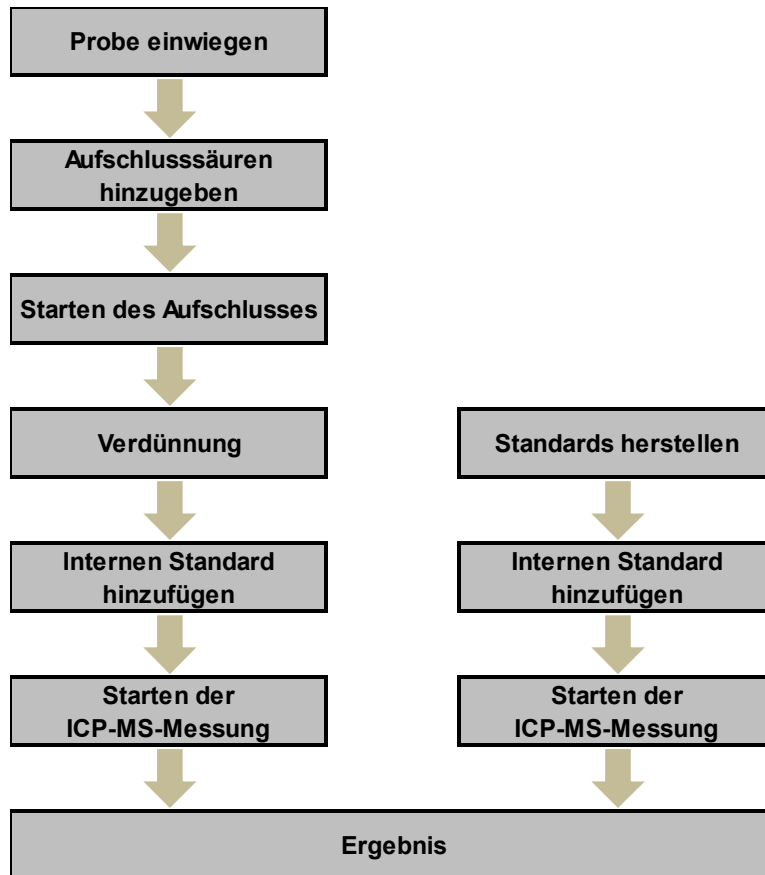 Probe einwiegen
Aufschlusssäuren
hinzugeben
Starten des Aufschlusses
Verdünnung
Internen Standard
hinzufügen
Starten der
ICP-MS-Messung
Standards herstellen
Internen Standard
hinzufügen
Starten der
ICP-MS-Messung
Ergebnis